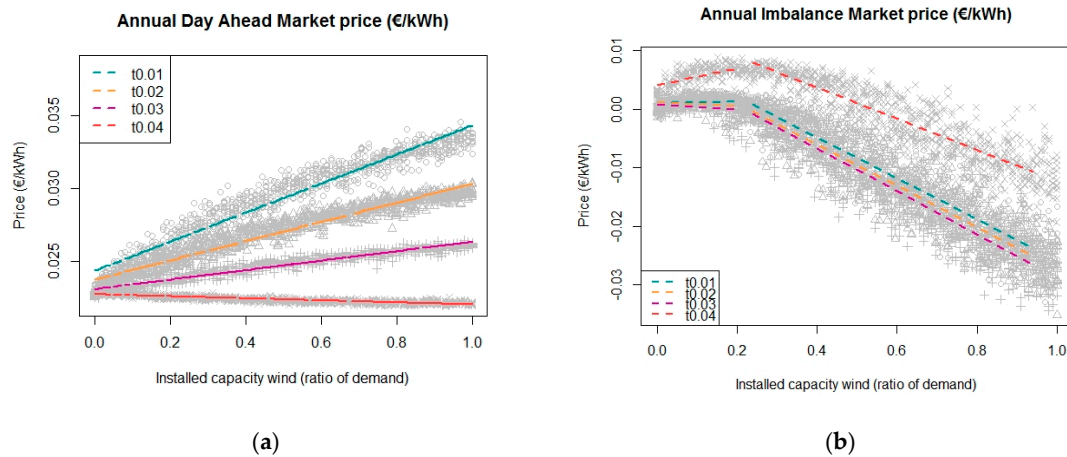 Annual Day Ahead Market price (€/kWh)
t0.01
t0.02
t0.03
t0.04
Price (€/kWh)
0.035
0.030
0.025
0.0 0.2 0.4 0.6 0.8 1.0
Installed capacity wind (ratio of demand)
(a)
Annual Imbalance Market price (€/kWh)
Price (€/kWh)
0.01
0.00
-0.01
-0.02
-0.03
t0.01
t0.02
t0.03
t0.04
0.0 0.2 0.4 0.6 0.8 1.0
Installed capacity wind (ratio of demand)
(b)